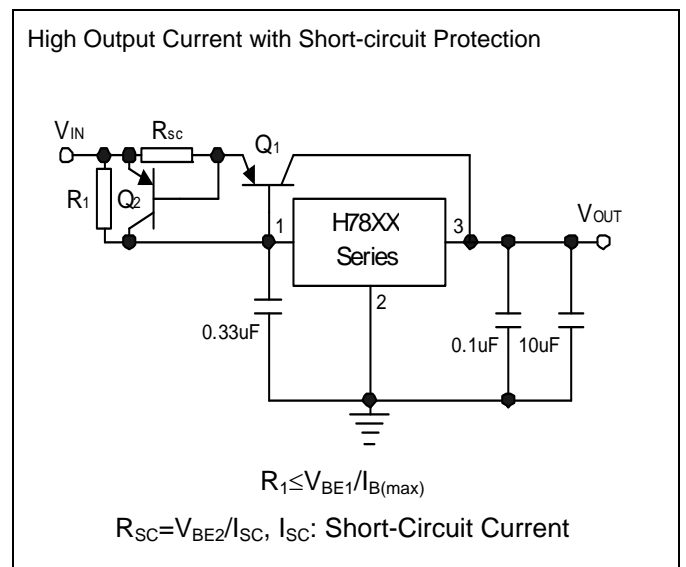 High Output Current with Short-circuit Protection
VIN
Rsc
Q1
R1
Q2
1
H78XX
Series
3
VOUT
2
0.33uF
0.1uF
10uF
R1≤VBE1/IB(max)
RSC=VBE2/ISC, ISC: Short-Circuit Current